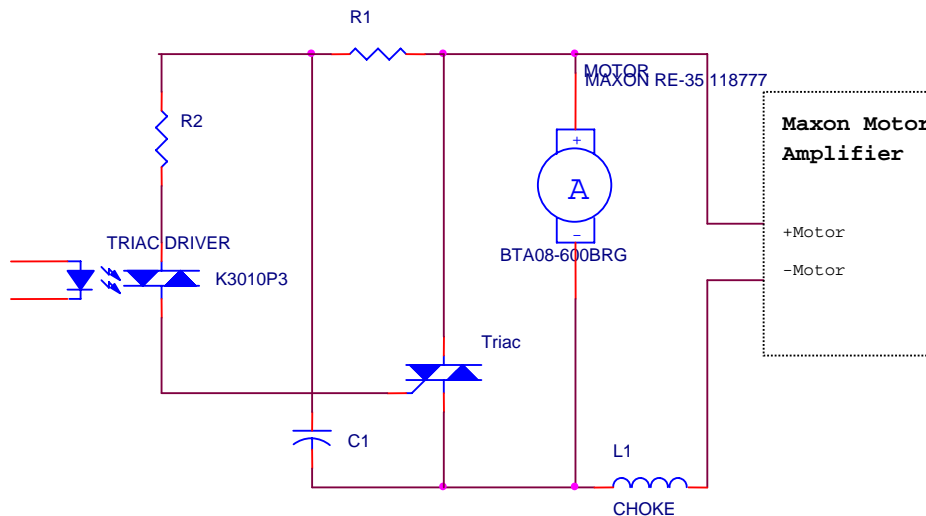 R1
MOTOR
MAXON RE-35 118777
R2
Maxon Motor
Amplifier
+
A
-
+Motor
-Motor
TRIAC DRIVER
BTA08-600BRG
K3010P3
Triac
C1
L1
CHOKE